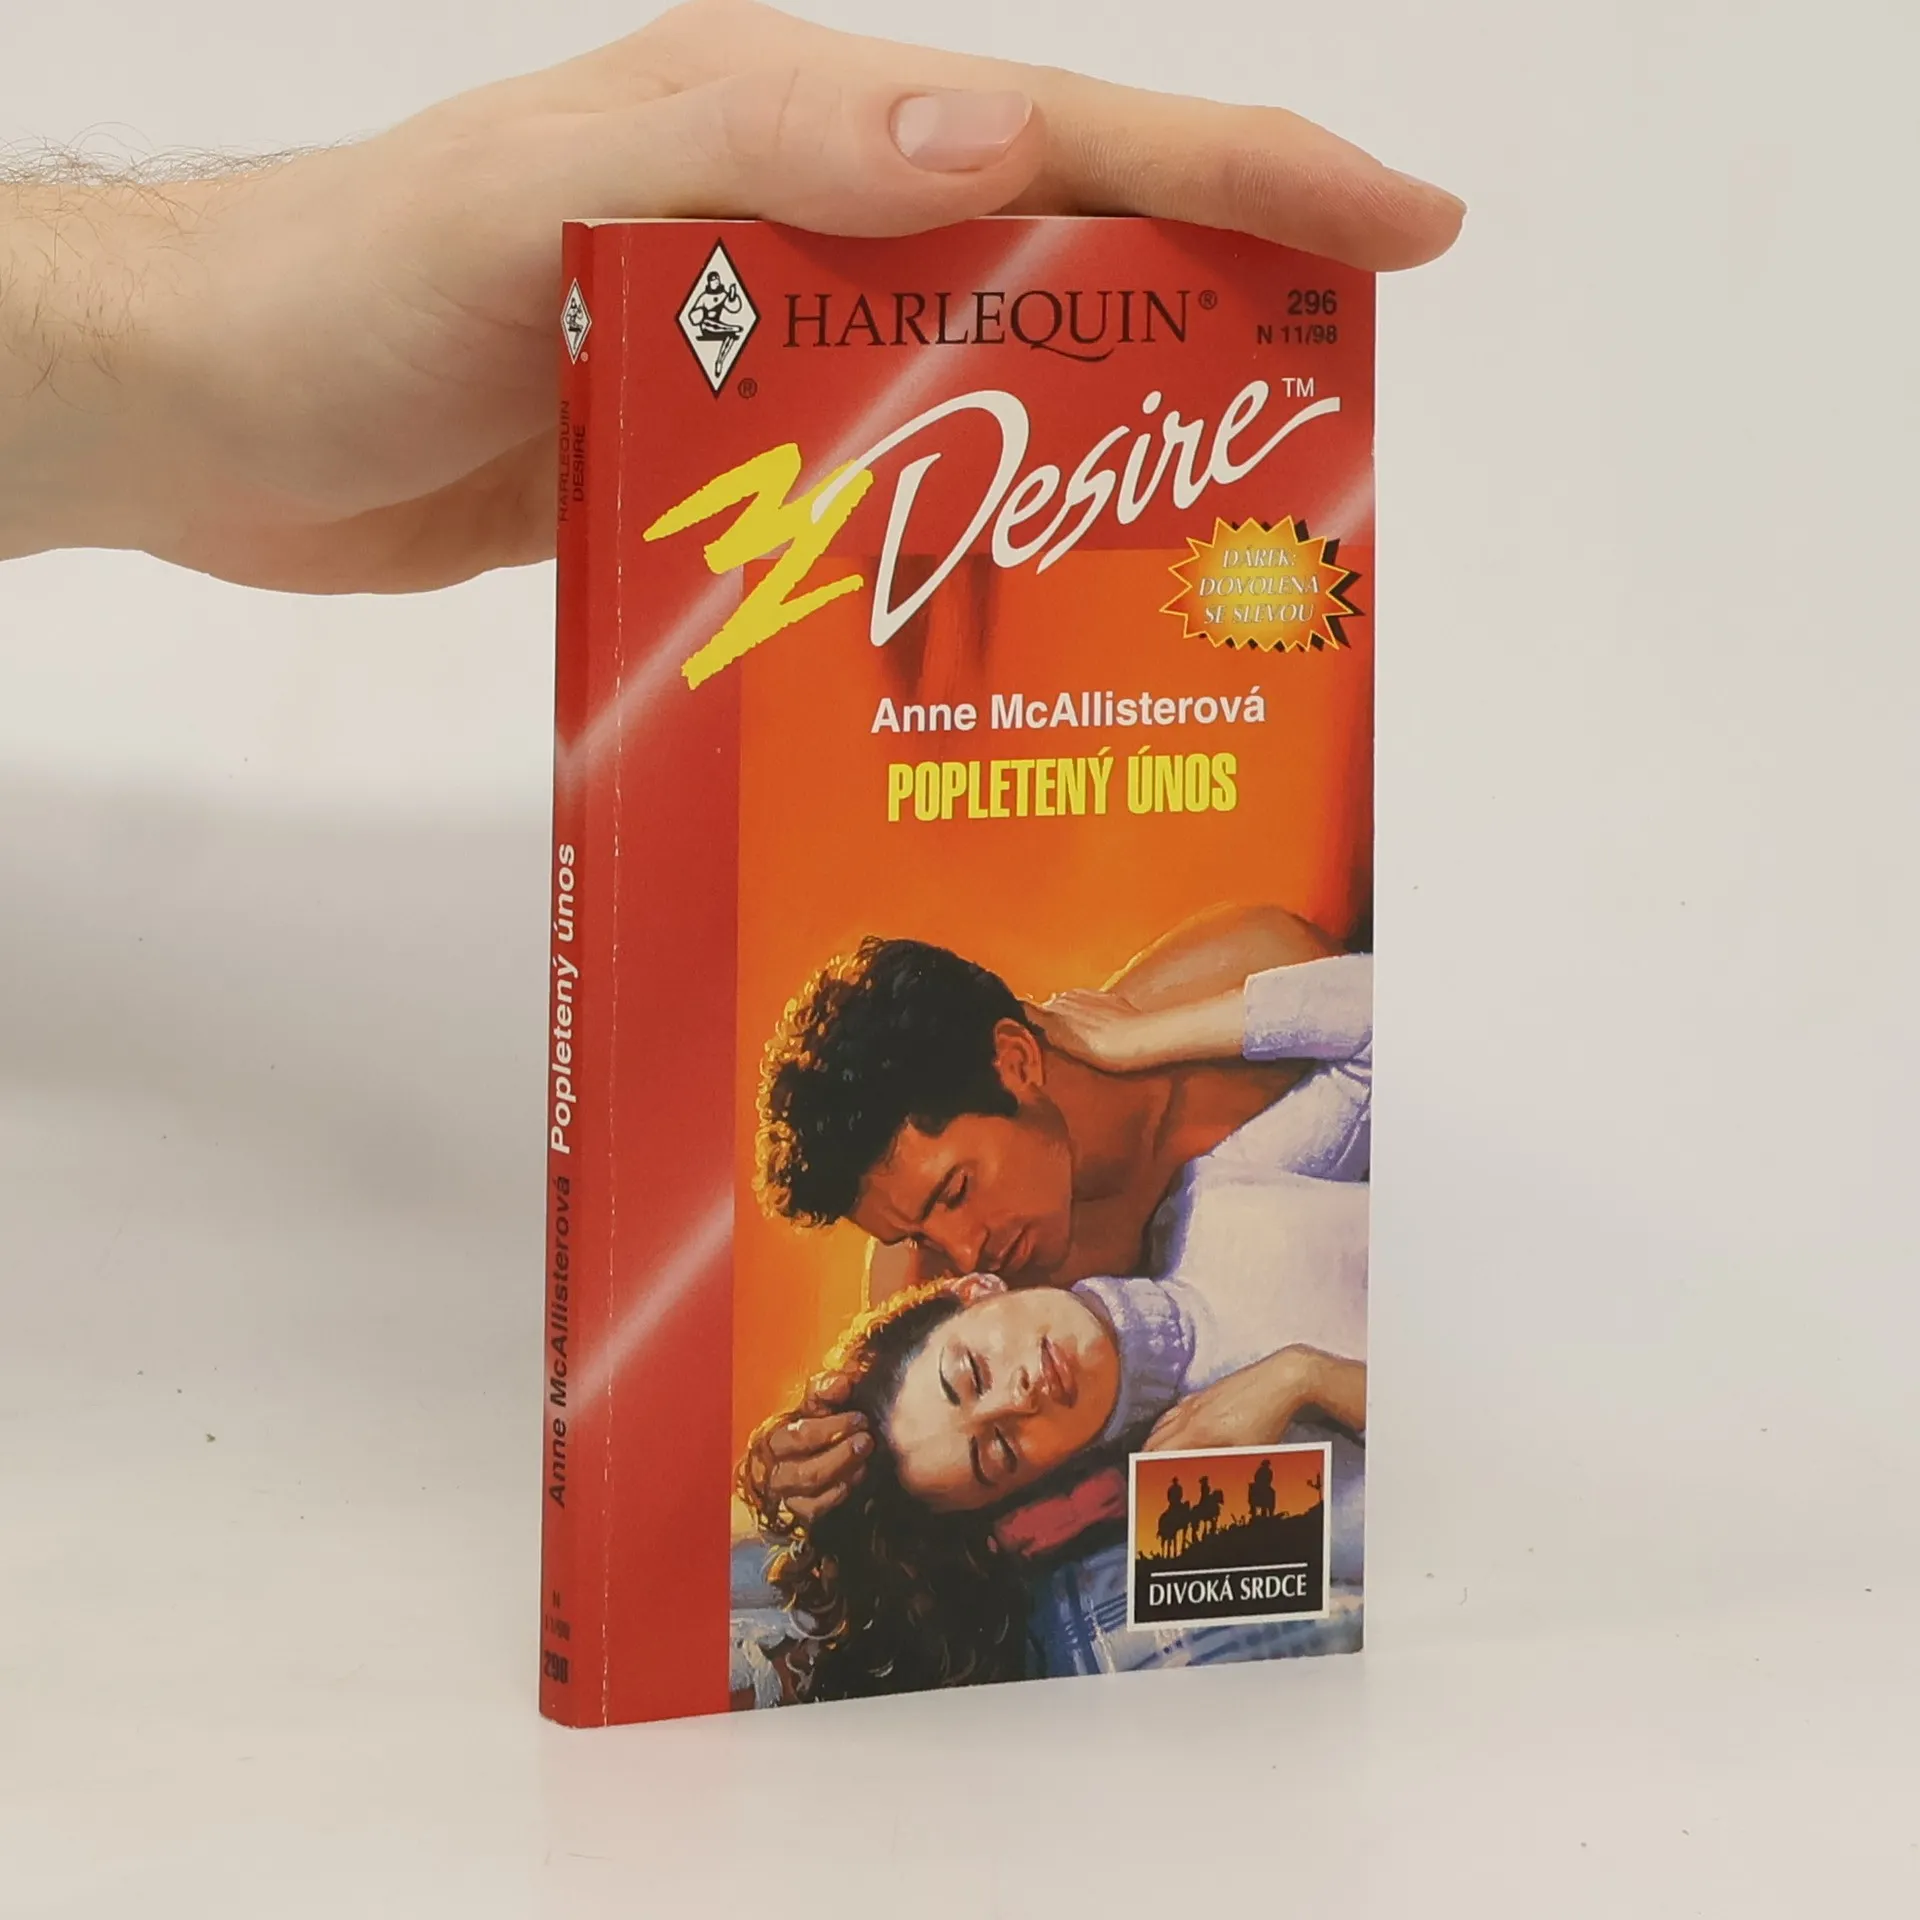 HARLEQUIN®
296
N 11/98
®
Desire™
DÁREK:
DOVOLENÁ
SE SLEVOU
Anne McAllisterová
POPLETENÝ ÚNOS
DIVOKÁ SRDCE
®
HARLEQUIN
DESIRE
Anne McAllisterová Popletený únos
N
11/98